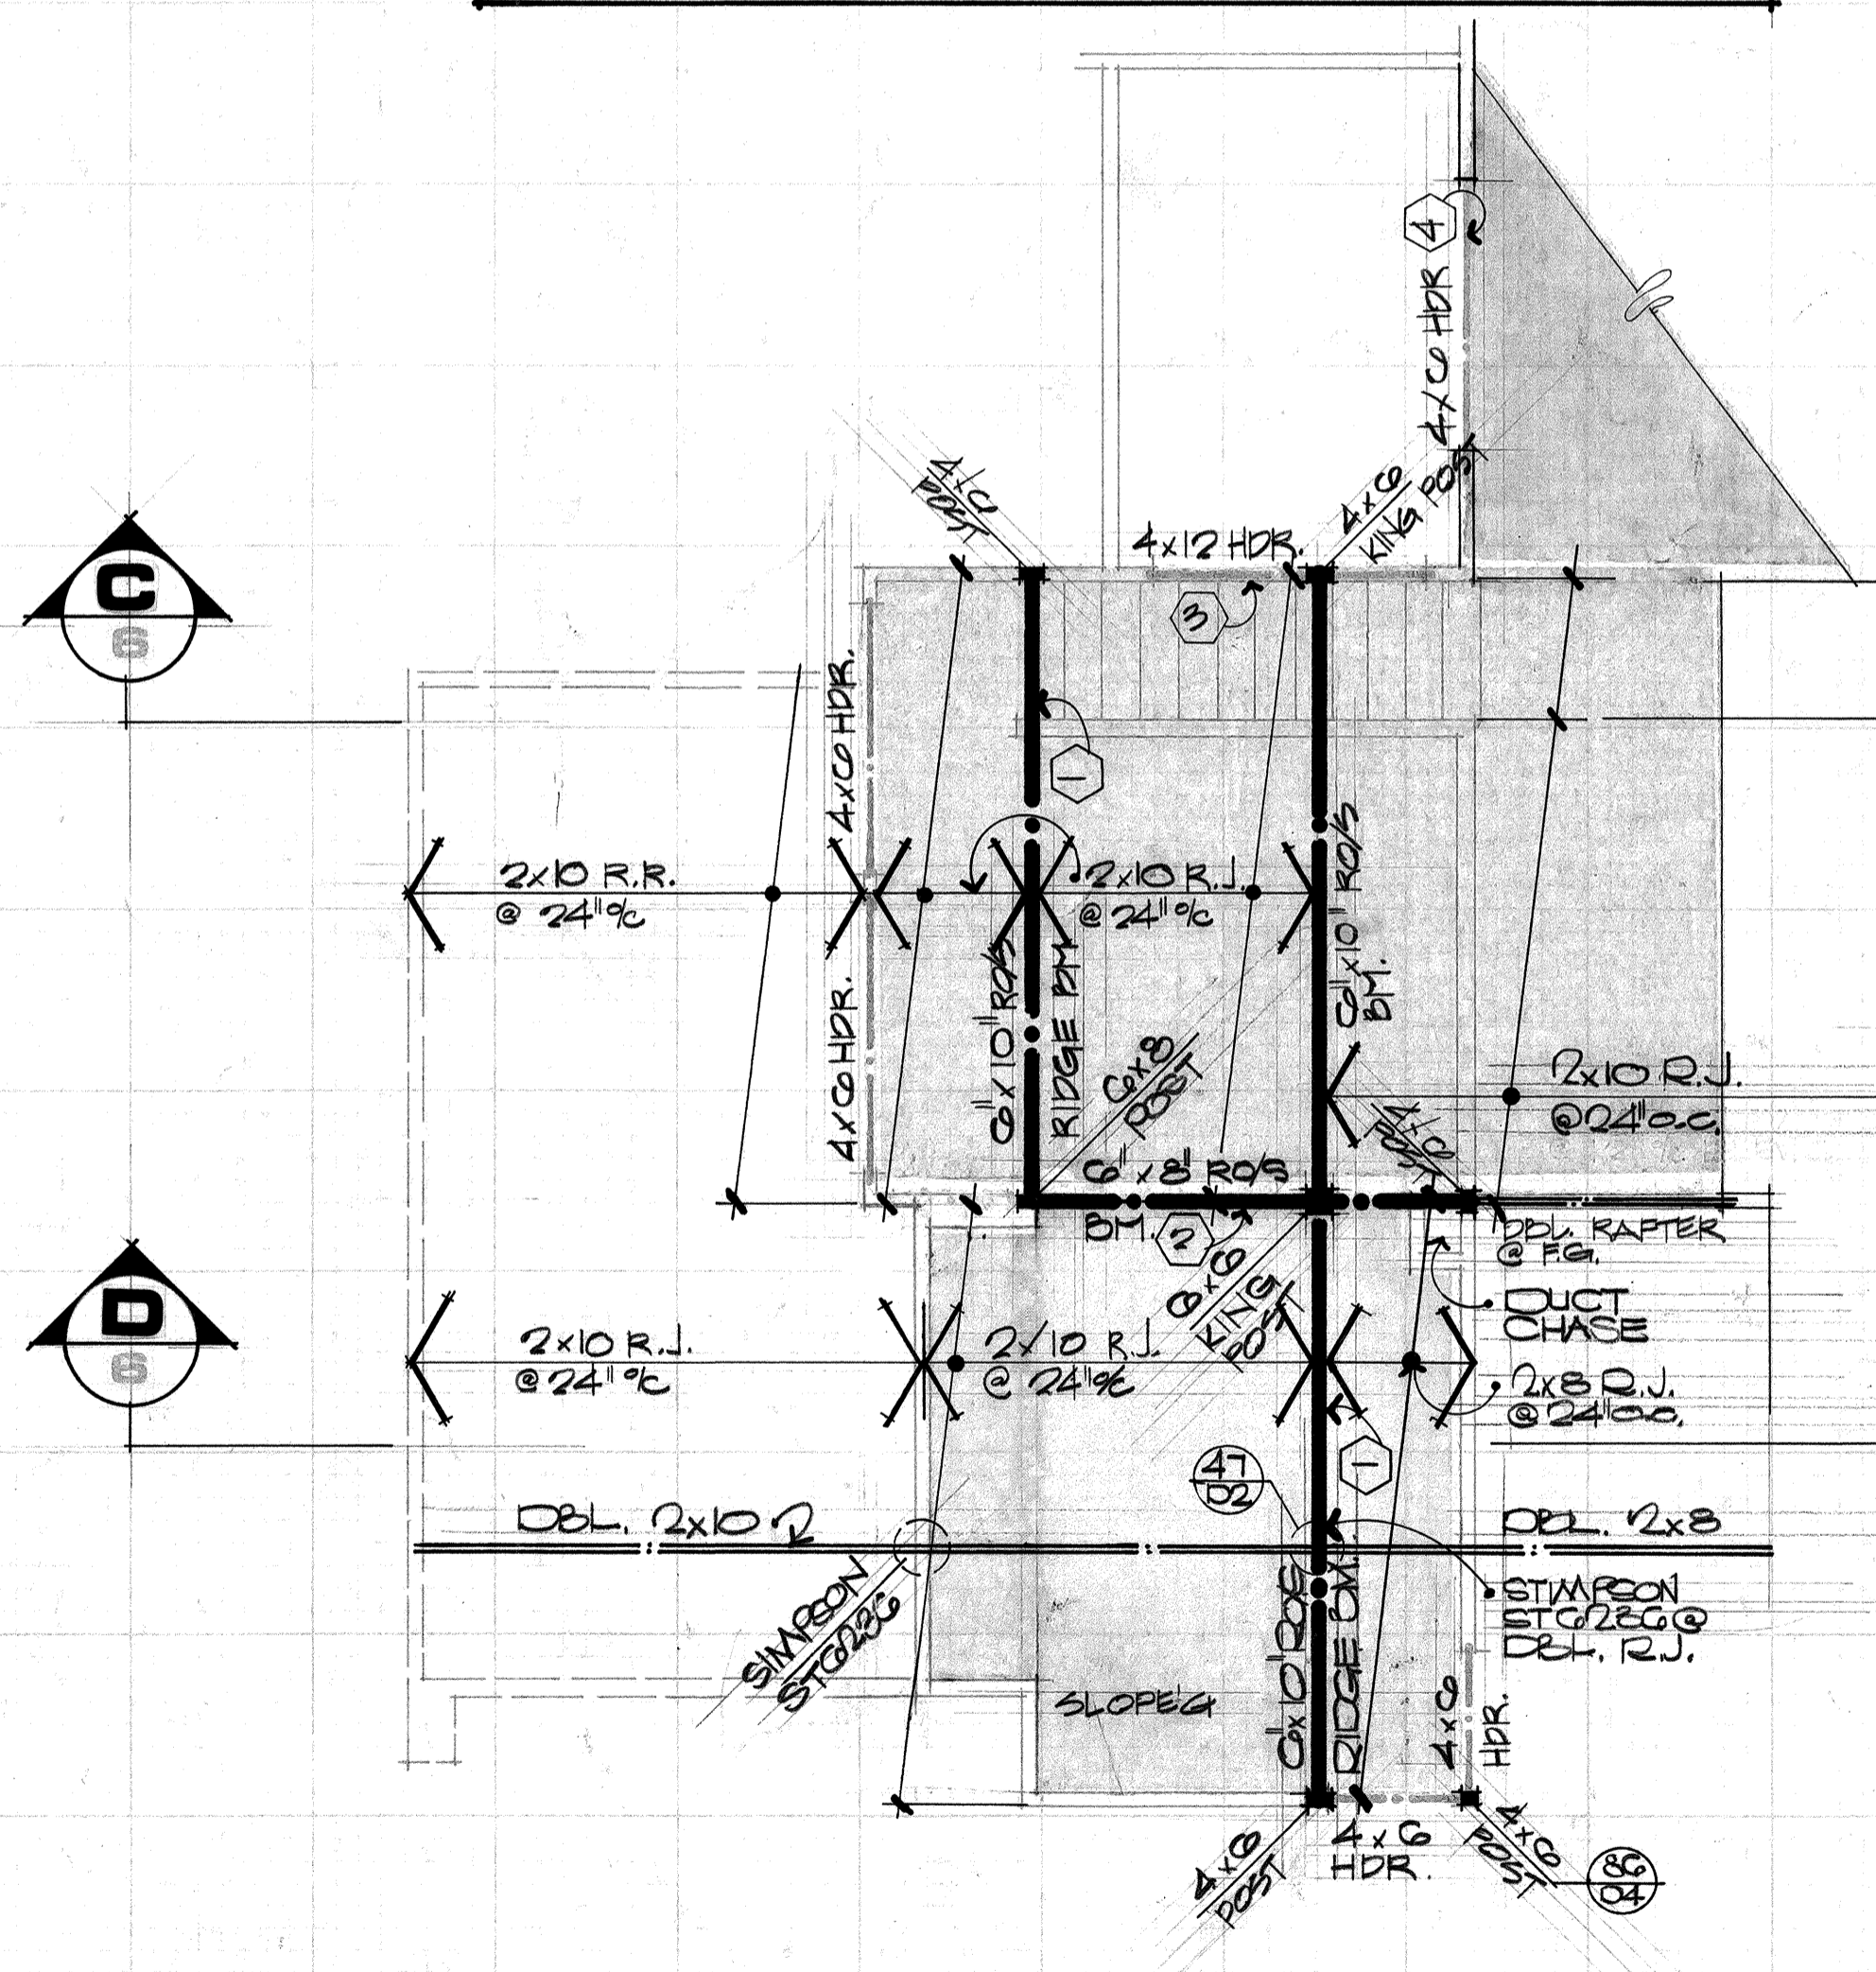 4
4x6 HDR
4x6
POST
4x6
KING POST
4x12 HDR.
3
C
6
4x6 HDR.
1
2x10 R.R.
@ 24" o/c
2x10 R.J.
@ 24" o/c
6"x10" RO/S
BM.
4x6 HDR.
6"x10" RO/S
RIDGE BM
6x8
POST
2x10 R.J.
@ 24" o.c.
4x6
POST
6"x8" RO/S
BM.
2
DBL. RAFTER
@ F.G.
D
6
6x6
KING
POST
DUCT
CHASE
2x10 R.J.
@ 24" o/c
2x10 R.J.
@ 24" o/c
2x8 R.J.
@ 24" o.c.
1
47
D2
DBL. 2x10
DBL. 2x8
SIMPSON
ST6236
STIMPSON
ST6236 @
DBL. R.J.
6"x10" RO/S
RIDGE BM.
SLOPE'G
4x6
HDR.
4x6
POST
4x6
HDR.
4x6
POST
86
D4